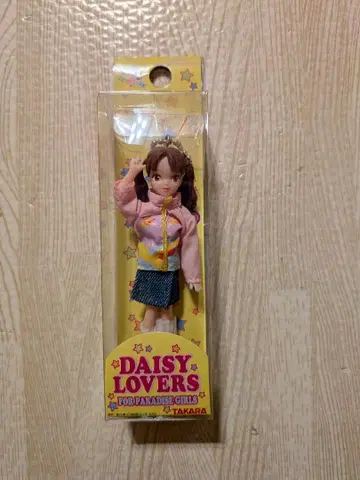 DAISY
LOVERS
FOR PARADISE GIRLS
TAKARA